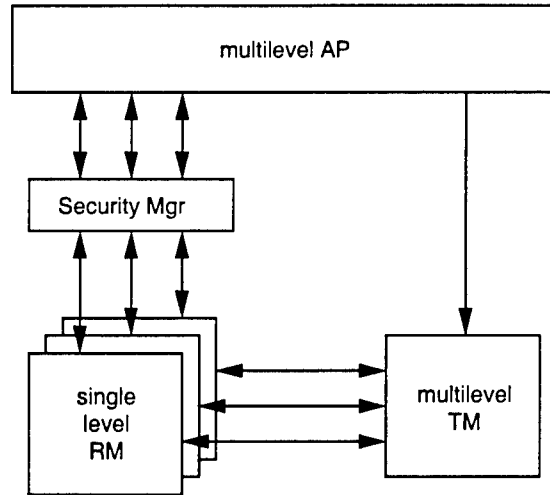 multilevel AP
Security Mgr
single
level
RM
multilevel
TM